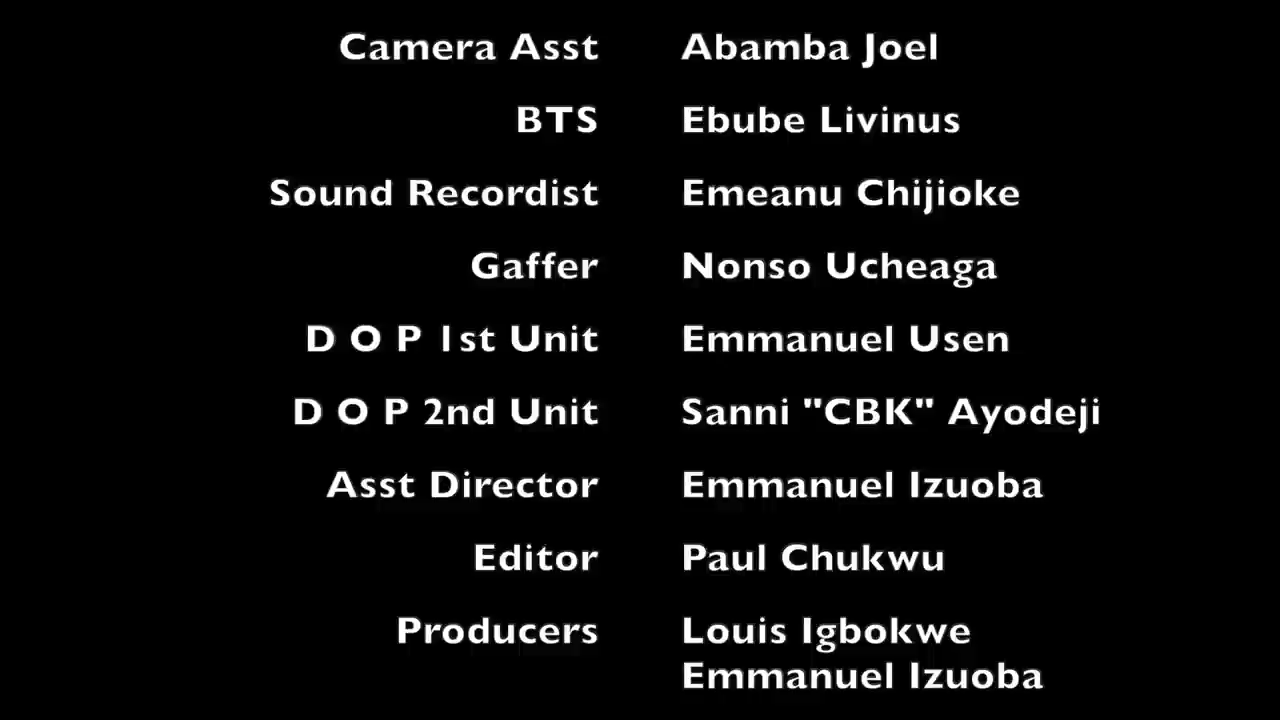 Camera Asst Abamba Joel
BTS Ebube Livinus
Sound Recordist Emeanu Chijioke
Gaffer Nonso Ucheaga
D O P 1st Unit Emmanuel Usen
D O P 2nd Unit Sanni "CBK" Ayodeji
Asst Director Emmanuel Izuoba
Editor Paul Chukwu
Producers Louis Igbokwe
Emmanuel Izuoba